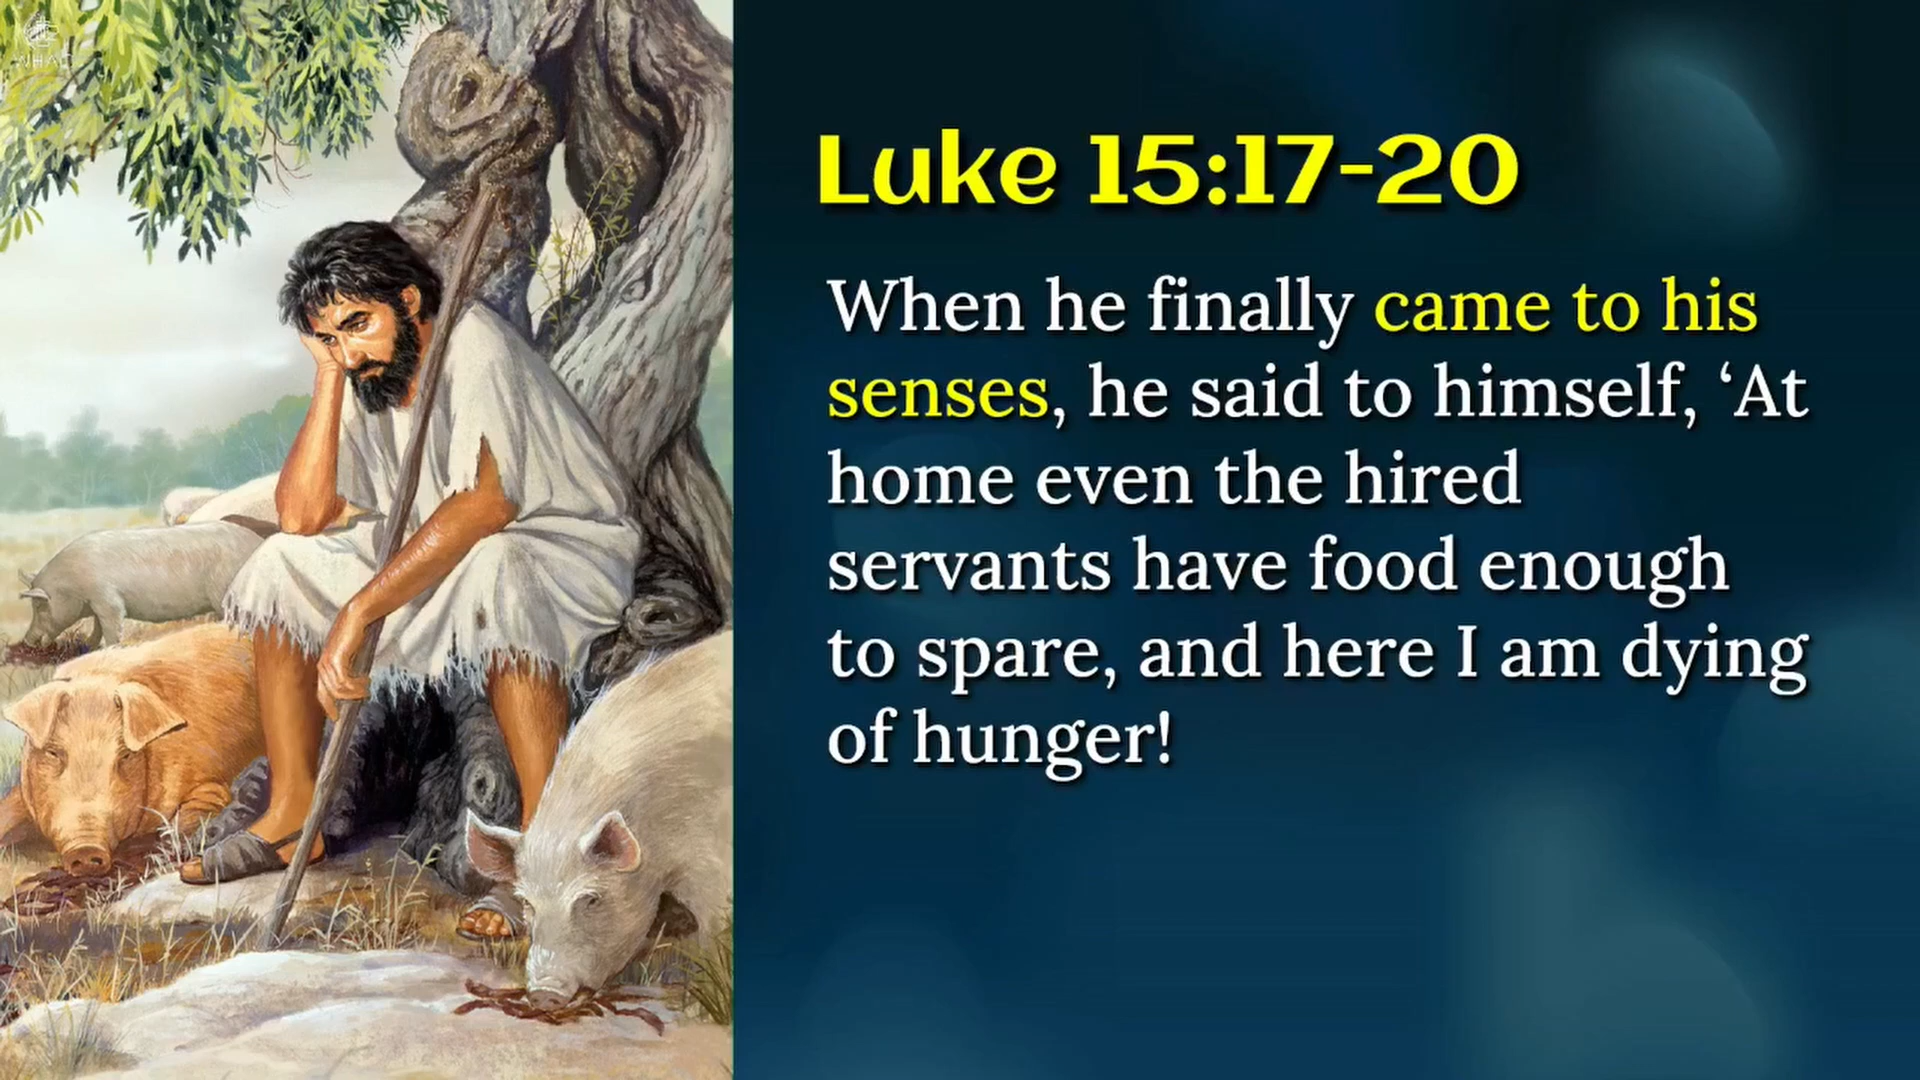 Luke 15:17-20
When he finally came to his
senses, he said to himself, ‘At
home even the hired
servants have food enough
to spare, and here I am dying
of hunger!